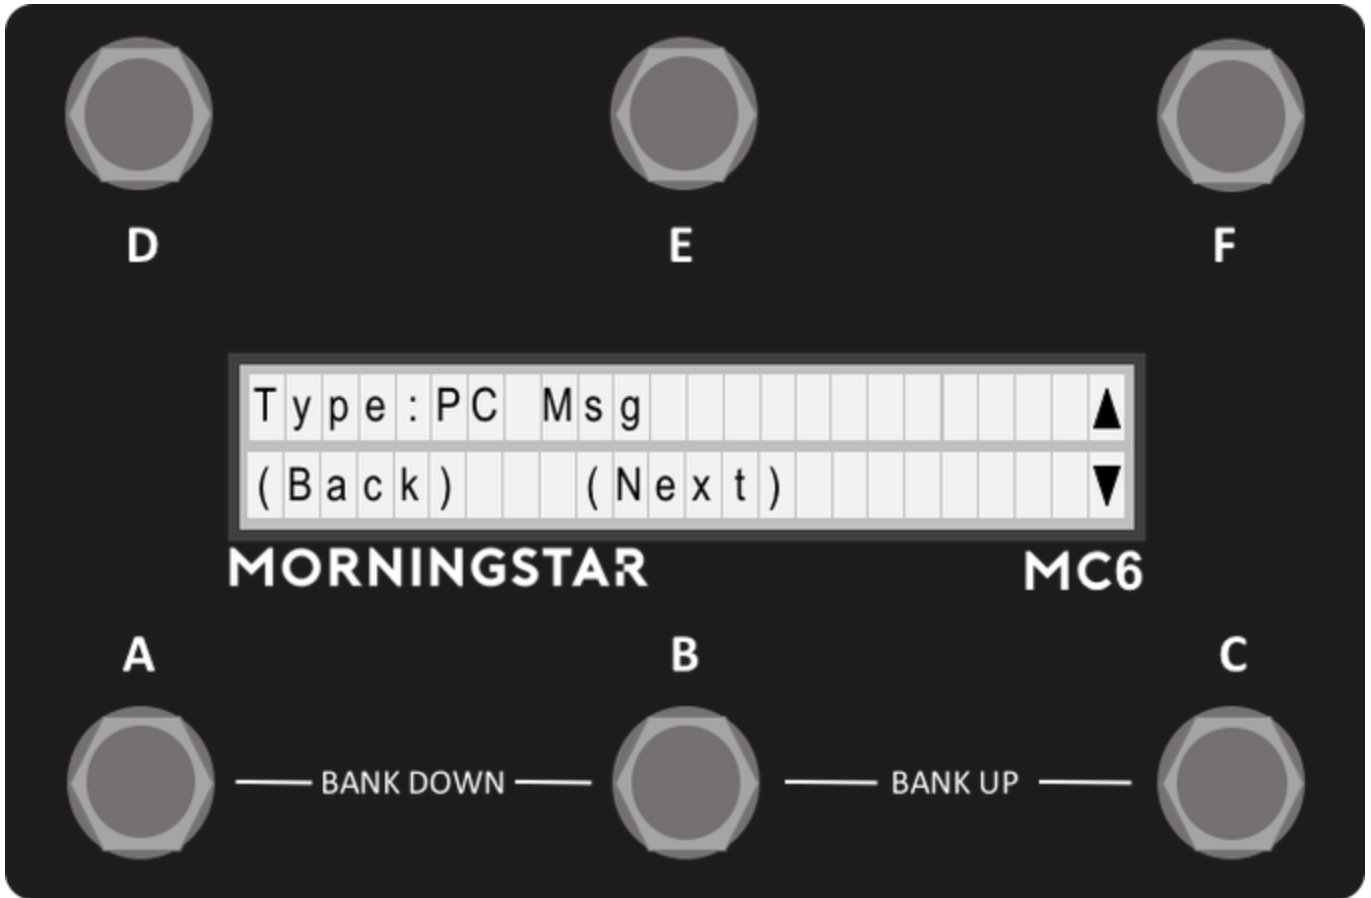 D E F
Type:PC Msg ▲
(Back) (Next) ▼
MORNINGSTAR MC6
A B C
BANK DOWN BANK UP